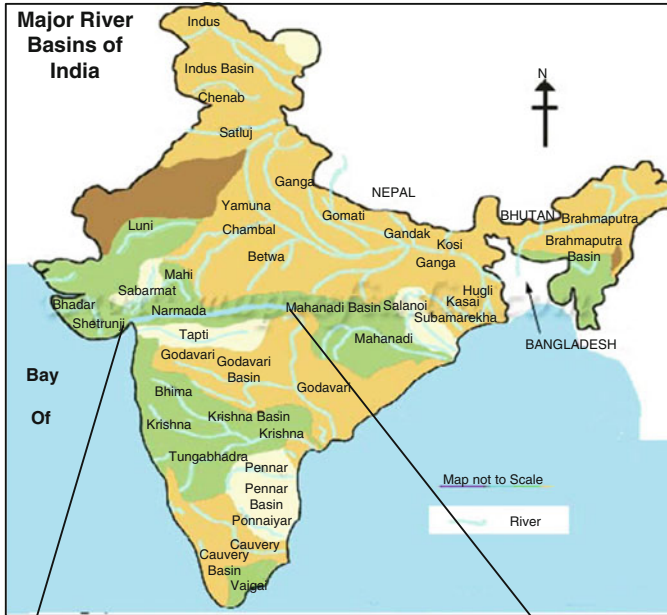 Major River
Basins of
India
Indus
Indus Basin
Chenab
Satluj
N
Ganga
NEPAL
Yamuna
Gomati
BHUTAN
Brahmaputra
Luni
Chambal
Gandak
Kosi
Brahmaputra
Basin
Betwa
Ganga
Mahi
Sabarmat
Hugli
Kasai
Bhadar
Narmada
Mahanadi Basin
Salanoi
Subamarekha
Shetrunji
Tapti
Mahanadi
BANGLADESH
Godavari
Godavari
Basin
Godavari
Bay
Of
Bhima
Krishna Basin
Krishna
Krishna
Tungabhadra
Pennar
Pennar
Basin
Ponnaiyar
Map not to Scale
River
Cauvery
Cauvery
Basin
Vaigai